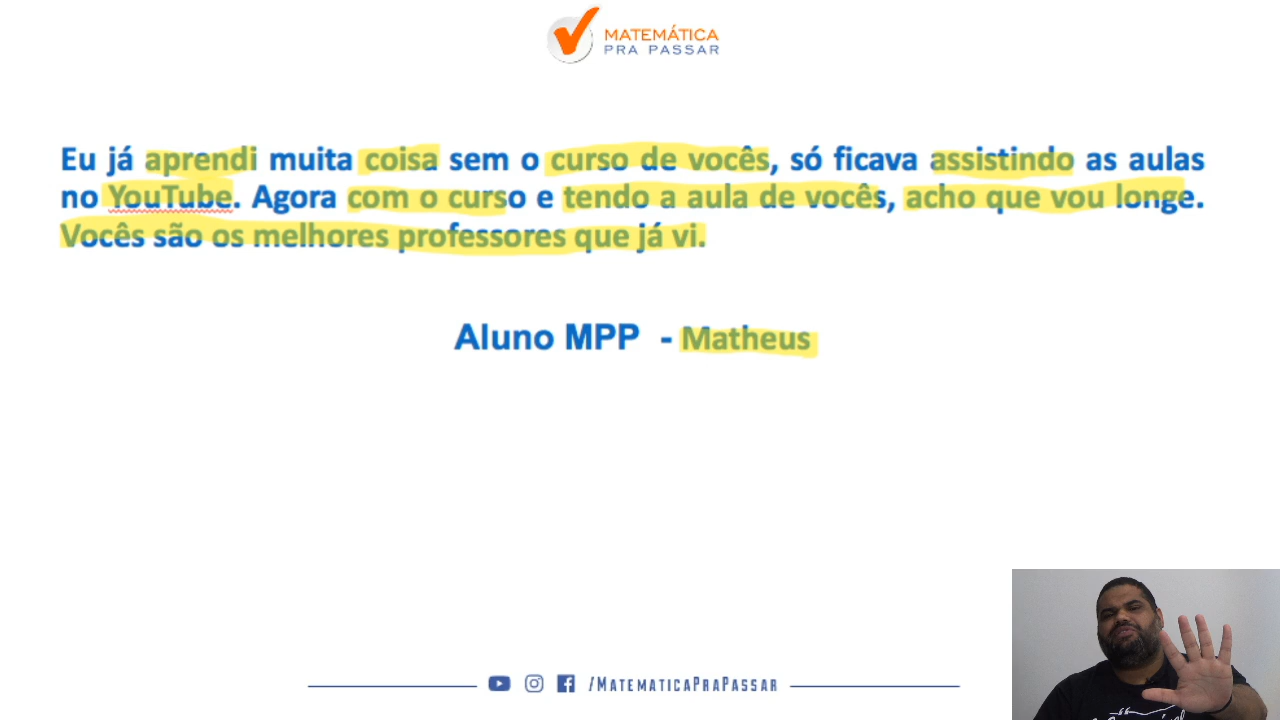 MATEMÁTICA
PRA PASSAR
Eu já aprendi muita coisa sem o curso de vocês, só ficava assistindo as aulas
no YouTube. Agora com o curso e tendo a aula de vocês, acho que vou longe.
Vocês são os melhores professores que já vi.
Aluno MPP - Matheus
/MatematicaPraPassar